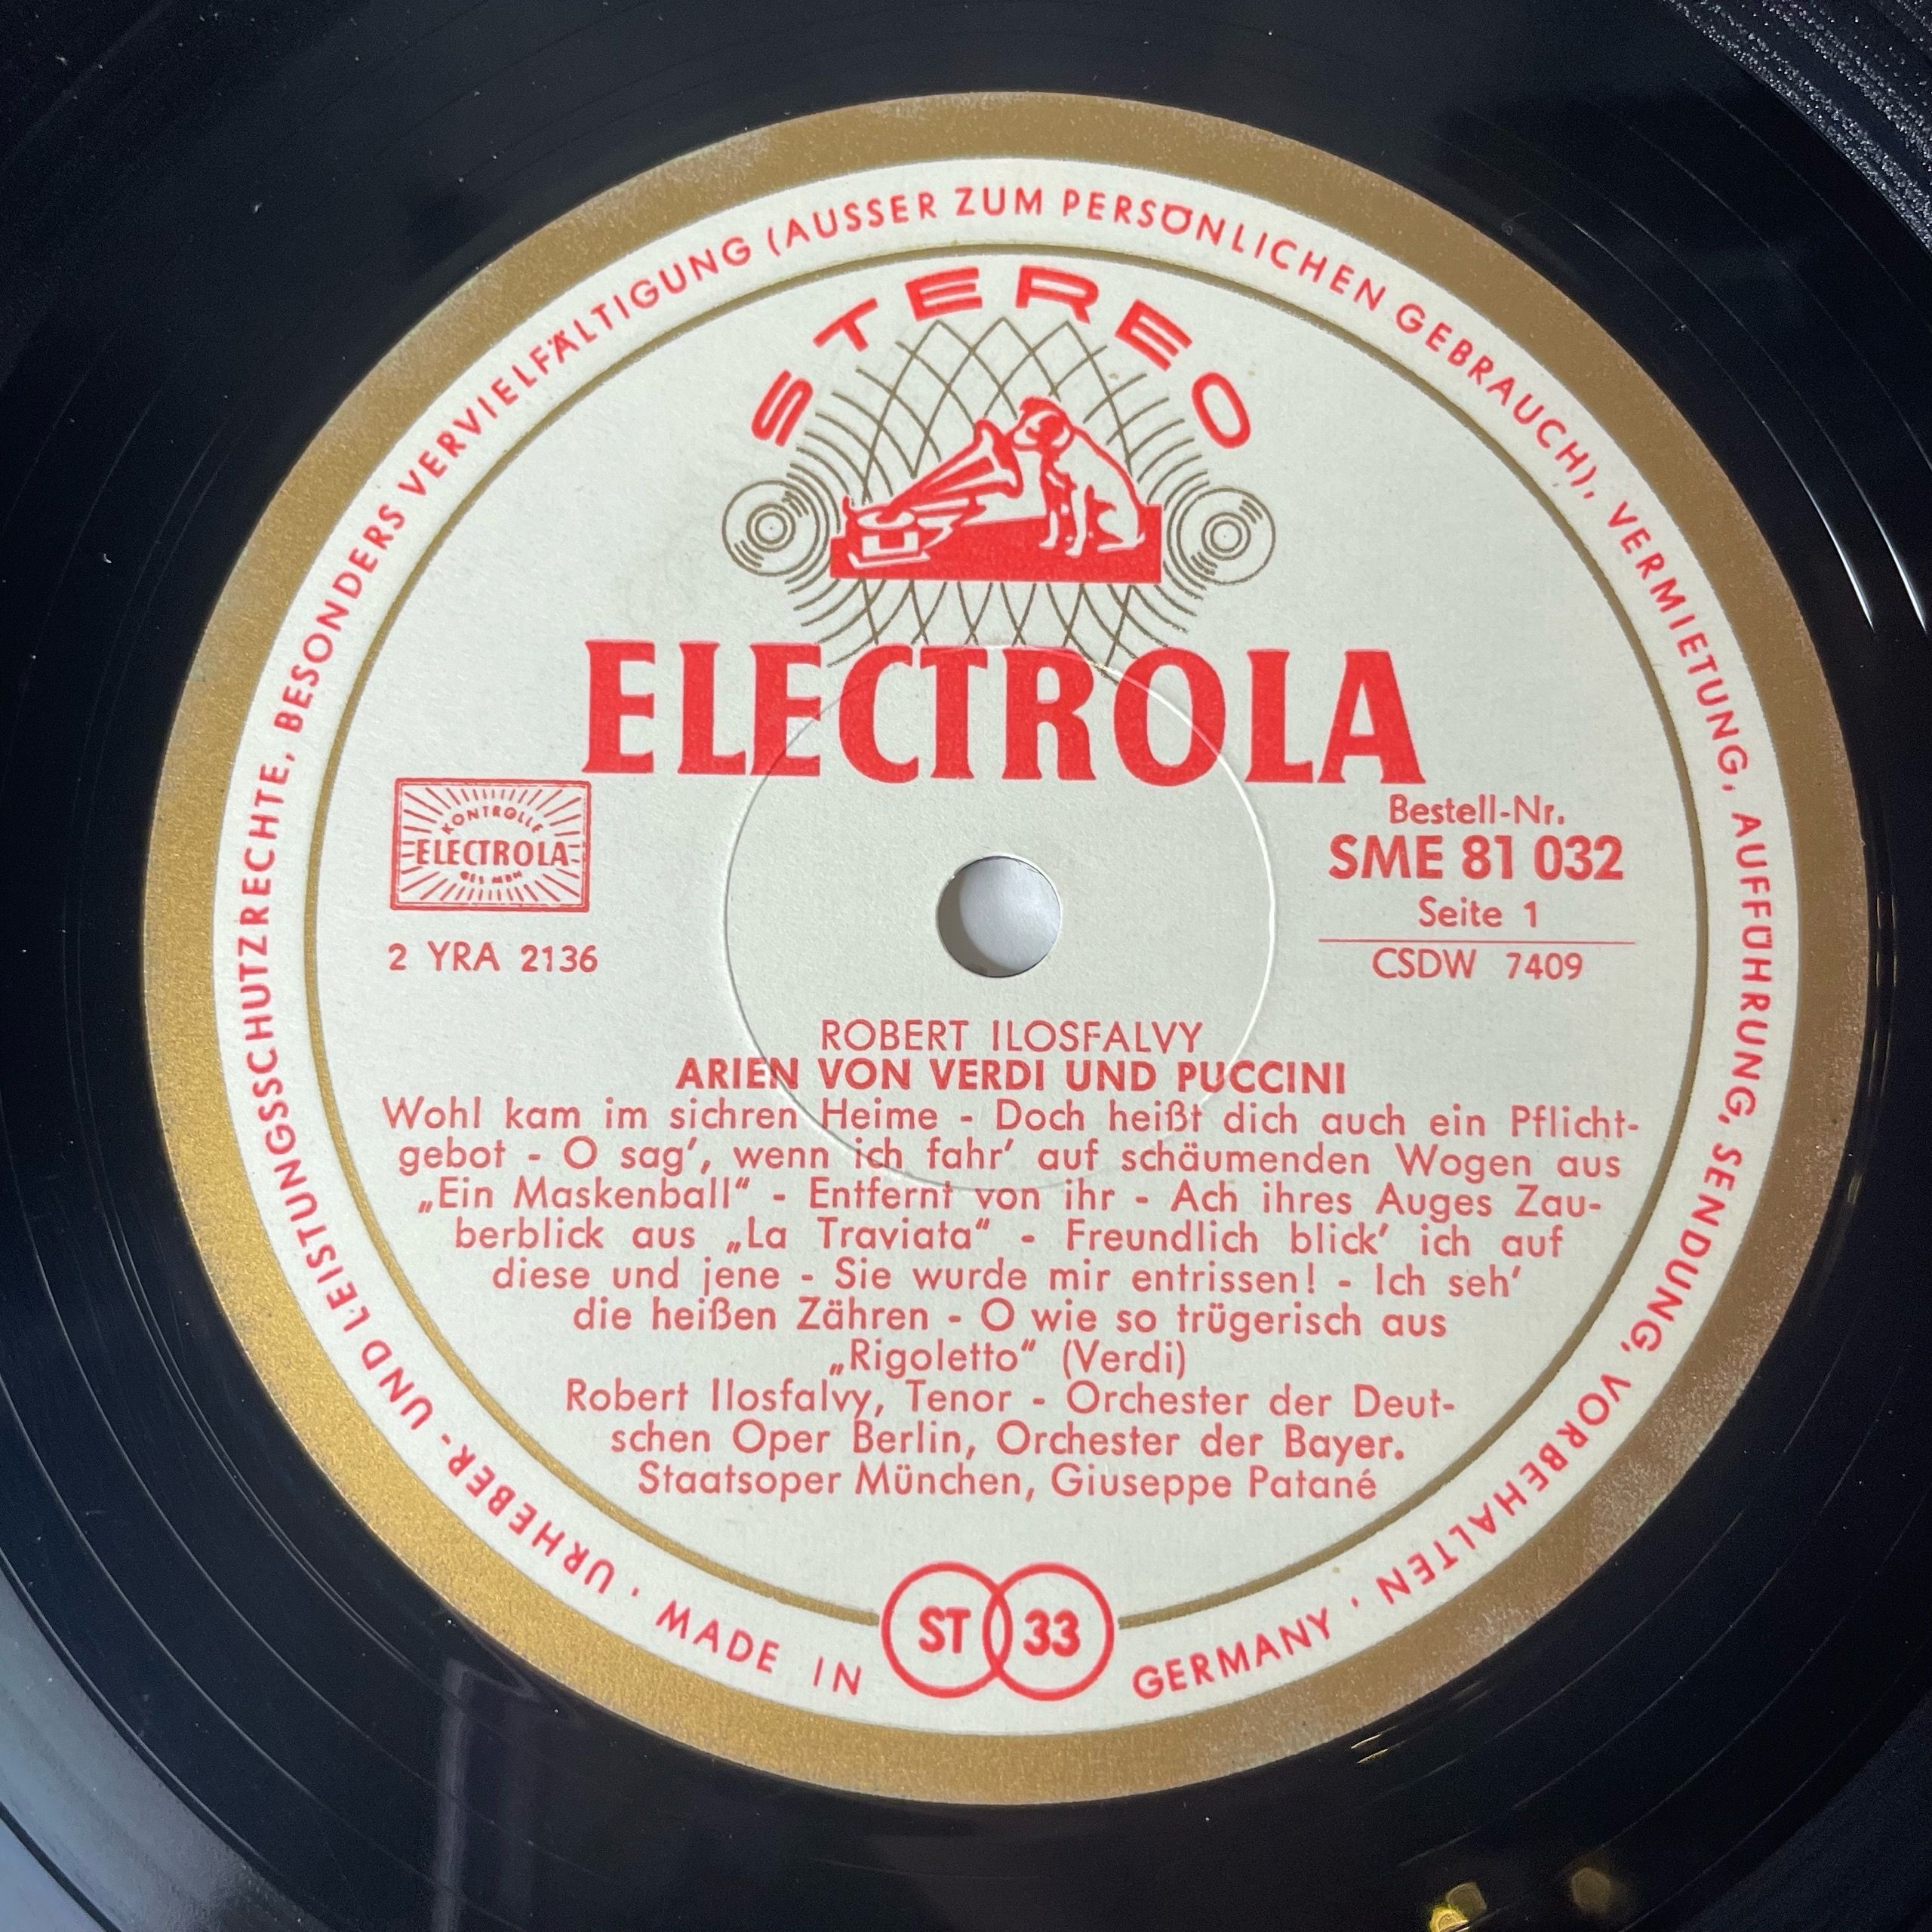 URHEBER- UND LEISTUNGSSCHUTZRECHTE, BESONDERS VERVIELFÄLTIGUNG (AUSSER ZUM PERSÖNLICHEN GEBRAUCH), VERMIETUNG, AUFFÜHRUNG, SENDUNG, VORBEHALTEN ·
STEREO
ELECTROLA
KONTROLLE
ELECTROLA
GES MBH
2 YRA 2136
Bestell-Nr.
SME 81 032
Seite 1
CSDW 7409
ROBERT ILOSFALVY
ARIEN VON VERDI UND PUCCINI
Wohl kam im sichren Heime - Doch heißt dich auch ein Pflicht-
gebot - O sag’, wenn ich fahr’ auf schäumenden Wogen aus
„Ein Maskenball“ - Entfernt von ihr - Ach ihres Auges Zau-
berblick aus „La Traviata“ - Freundlich blick’ ich auf
diese und jene - Sie wurde mir entrissen! - Ich seh’
die heißen Zähren - O wie so trügerisch aus
„Rigoletto“ (Verdi)
Robert Ilosfalvy, Tenor - Orchester der Deut-
schen Oper Berlin, Orchester der Bayer.
Staatsoper München, Giuseppe Patané
ST 33
· MADE IN GERMANY